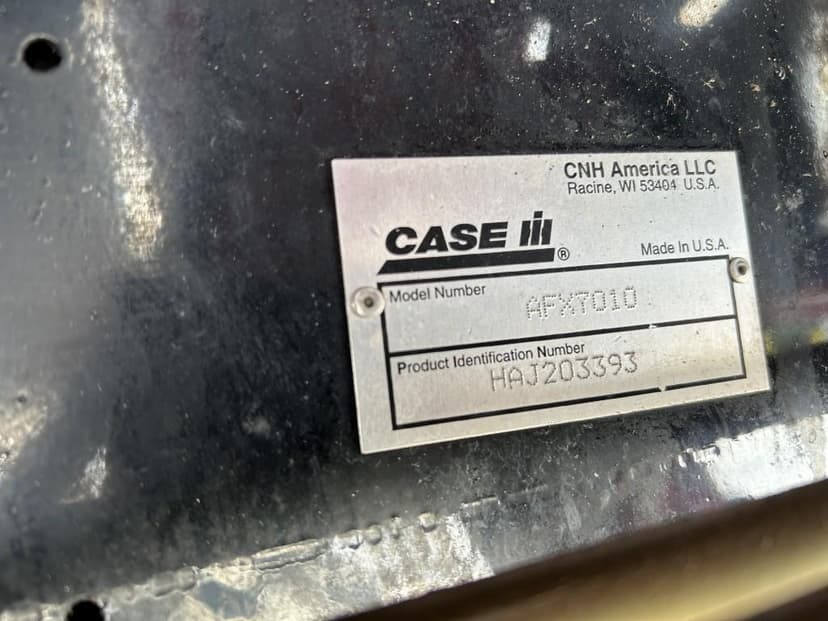 CNH America LLC
Racine, WI 53404 U.S.A.
CASE IH ®
Made In U.S.A.
Model Number AFX7010
Product Identification Number
HAJ203393